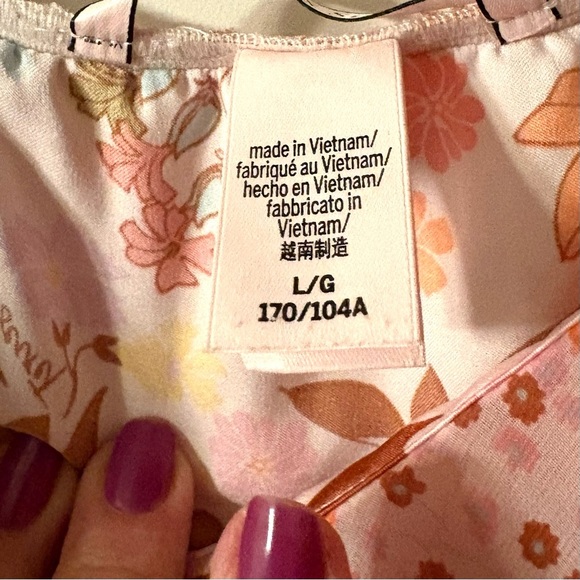 made in Vietnam/
fabriqué au Vietnam/
hecho en Vietnam/
fabbricato in
Vietnam/
越南制造
L/G
170/104A